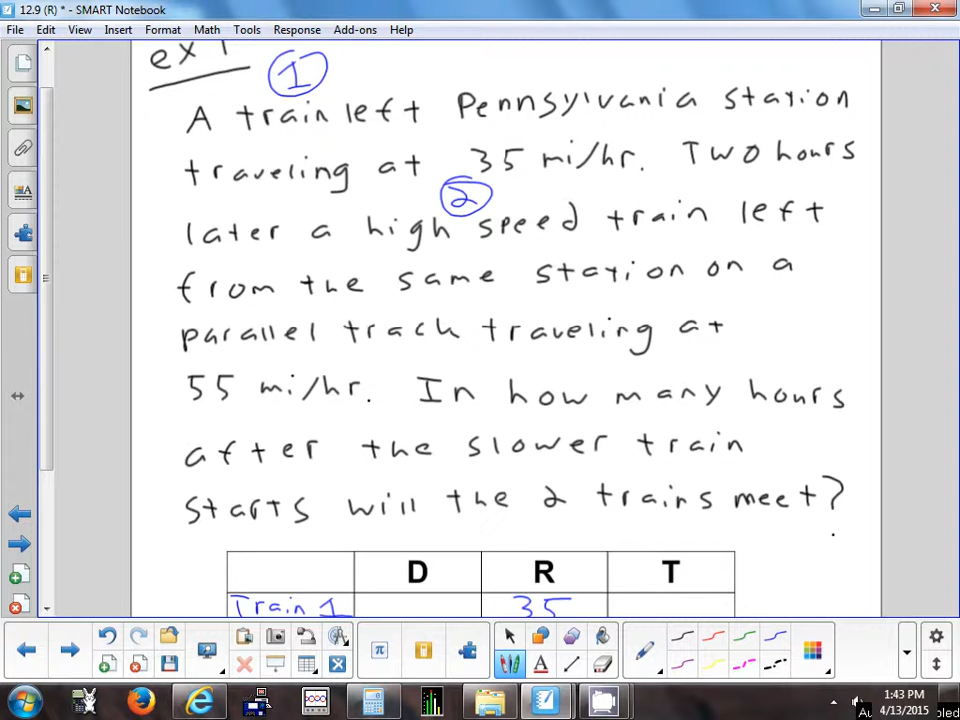 12.9 (R) * - SMART Notebook
File Edit View Insert Format Math Tools Response Add-ons Help
ex 1
1
A train left Pennsylvania station
traveling at 35 mi/hr. Two hours
2
later a high speed train left
from the same station on a
parallel track traveling at
55 mi/hr. In how many hours
after the slower train
starts will the 2 trains meet?
D R T
Train 1 35
1:43 PM
4/13/2015